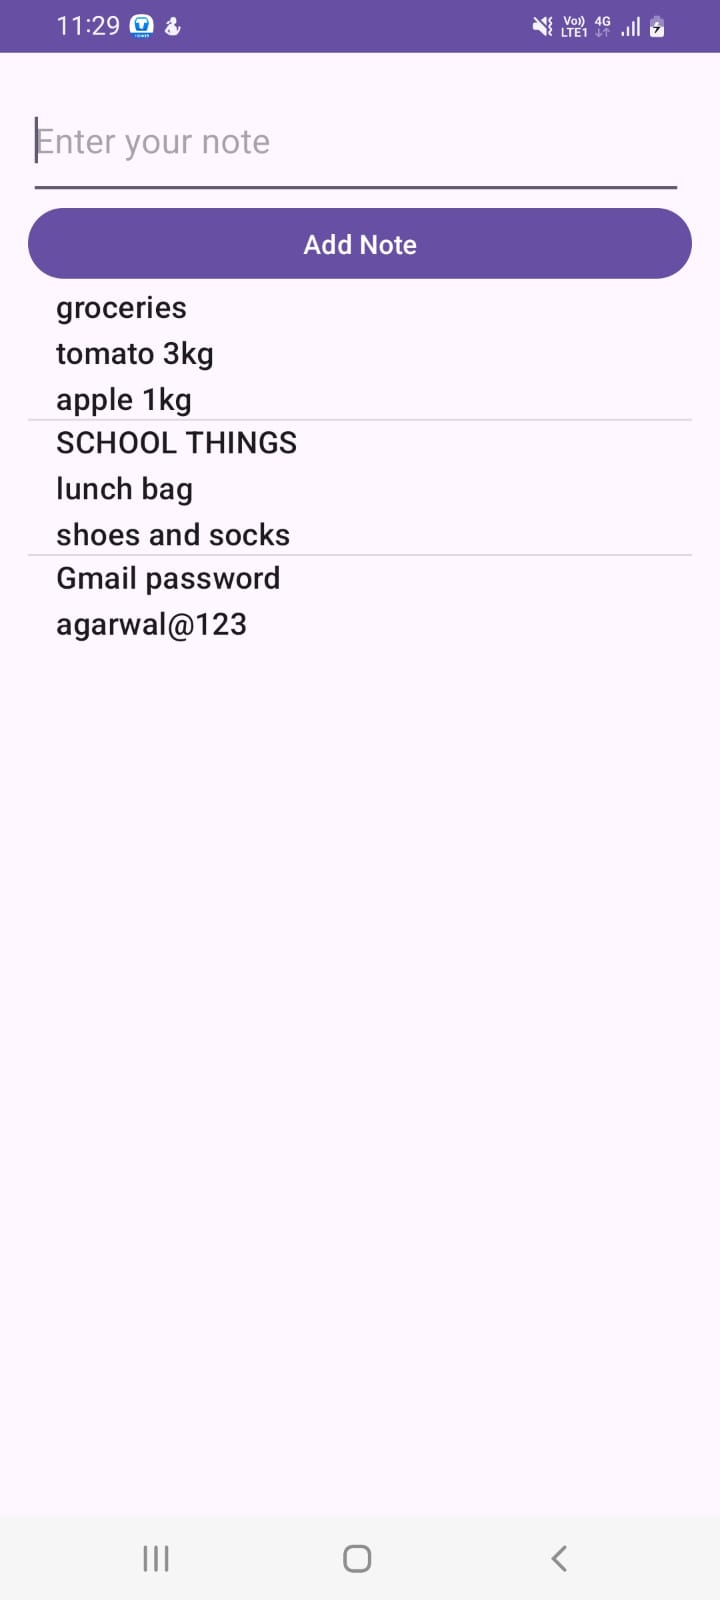 11:29
Vo)) 4G
LTE1
Enter your note
Add Note
groceries
tomato 3kg
apple 1kg
SCHOOL THINGS
lunch bag
shoes and socks
Gmail password
agarwal@123